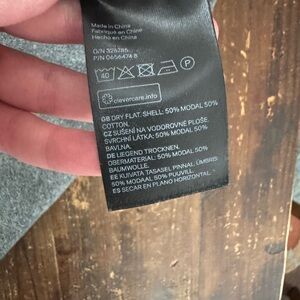 Made in China
Fabriqué en Chine
Hecho en China
P/N 0656474 B
40
P
clevercare.info
GB DRY FLAT. SHELL: 50% MODAL 50%
COTTON.
CZ SUŠENÍ NA VODOROVNÉ PLOŠE.
SVRCHNÍ LÁTKA: 50% MODAL 50%
BAVLNA.
DE LIEGEND TROCKNEN.
OBERMATERIAL: 50% MODAL 50%
BAUMWOLLE.
EE KUIVATA TASASEL PINNAL. ÜMBRIS:
50% MODAAL 50% PUUVILL.
ES SECAR EN PLANO HORIZONTAL.